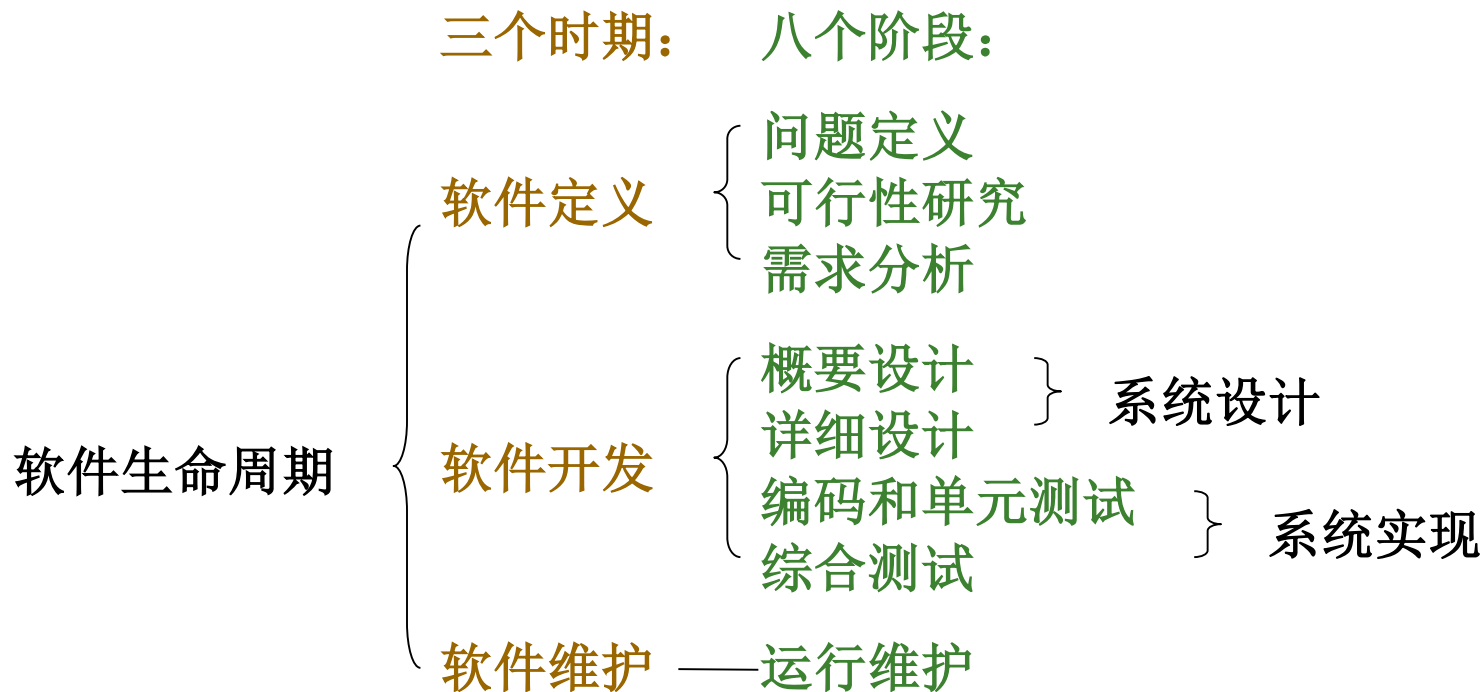 三个时期： 八个阶段：
问题定义
软件定义 可行性研究
需求分析
概要设计
系统设计
详细设计
软件生命周期 软件开发
编码和单元测试
系统实现
综合测试
软件维护 运行维护